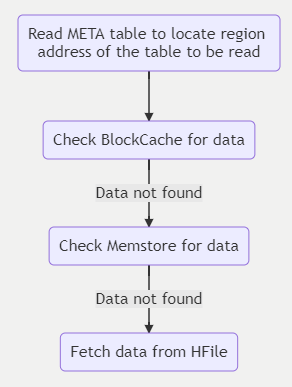 Read META table to locate region
address of the table to be read
Check BlockCache for data
Data not found
Check Memstore for data
Data not found
Fetch data from HFile